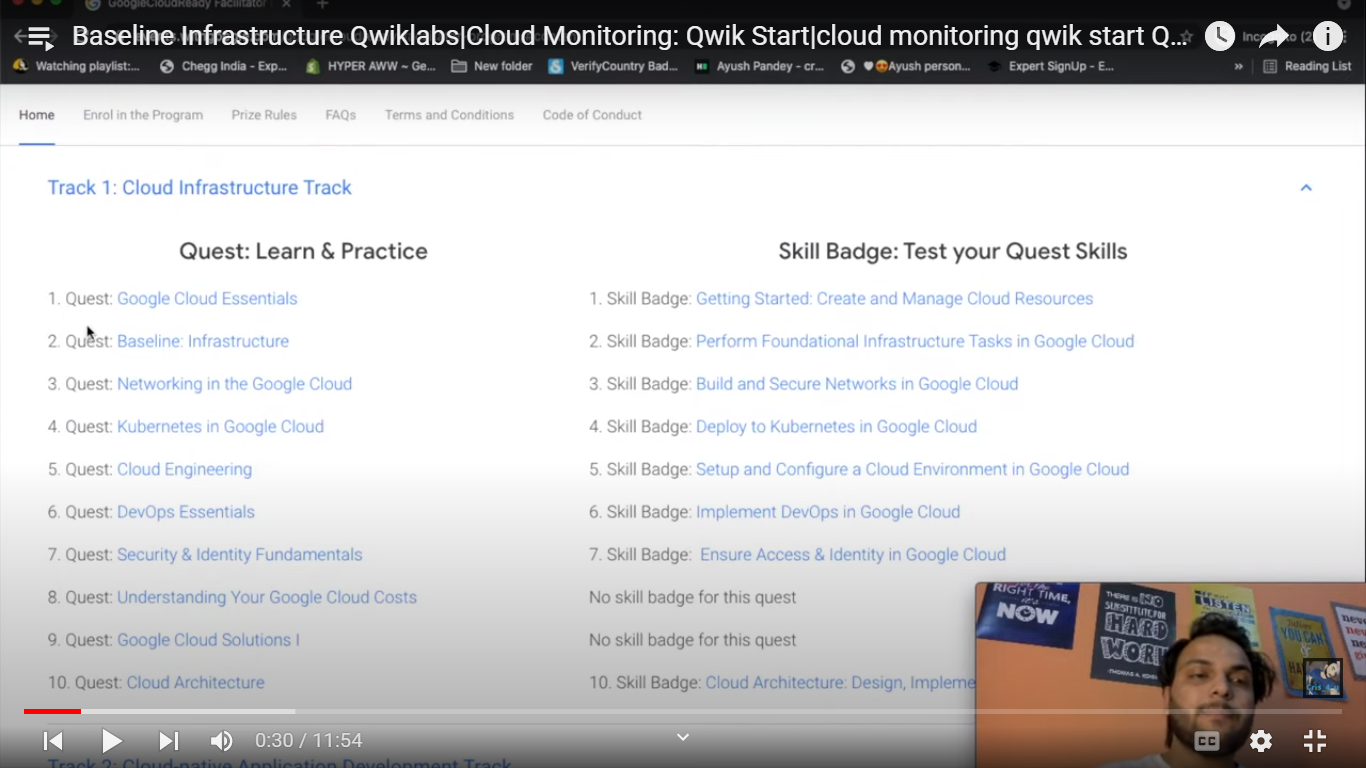 GoogleCloudReady Facilitator
Baseline Infrastructure Qwiklabs|Cloud Monitoring: Qwik Start|cloud monitoring qwik start Q...
Watching playlist:... Chegg India - Exp... HYPER AWW ~ Ge... New folder VerifyCountry Bad... Ayush Pandey - cr... Ayush person... Expert SignUp - E... » Reading List
Home Enrol in the Program Prize Rules FAQs Terms and Conditions Code of Conduct
Track 1: Cloud Infrastructure Track
Quest: Learn & Practice Skill Badge: Test your Quest Skills
1. Quest: Google Cloud Essentials 1. Skill Badge: Getting Started: Create and Manage Cloud Resources
2. Quest: Baseline: Infrastructure 2. Skill Badge: Perform Foundational Infrastructure Tasks in Google Cloud
3. Quest: Networking in the Google Cloud 3. Skill Badge: Build and Secure Networks in Google Cloud
4. Quest: Kubernetes in Google Cloud 4. Skill Badge: Deploy to Kubernetes in Google Cloud
5. Quest: Cloud Engineering 5. Skill Badge: Setup and Configure a Cloud Environment in Google Cloud
6. Quest: DevOps Essentials 6. Skill Badge: Implement DevOps in Google Cloud
7. Quest: Security & Identity Fundamentals 7. Skill Badge: Ensure Access & Identity in Google Cloud
8. Quest: Understanding Your Google Cloud Costs No skill badge for this quest
9. Quest: Google Cloud Solutions I No skill badge for this quest
10. Quest: Cloud Architecture 10. Skill Badge: Cloud Architecture: Design, Impleme
RIGHT TIME,
NOW
THERE IS NO
SUBSTITUTE FOR
HARD
WORK
LISTEN
YOU CAN
0:30 / 11:54
CC
Track 2: Cloud-native Application Development Track